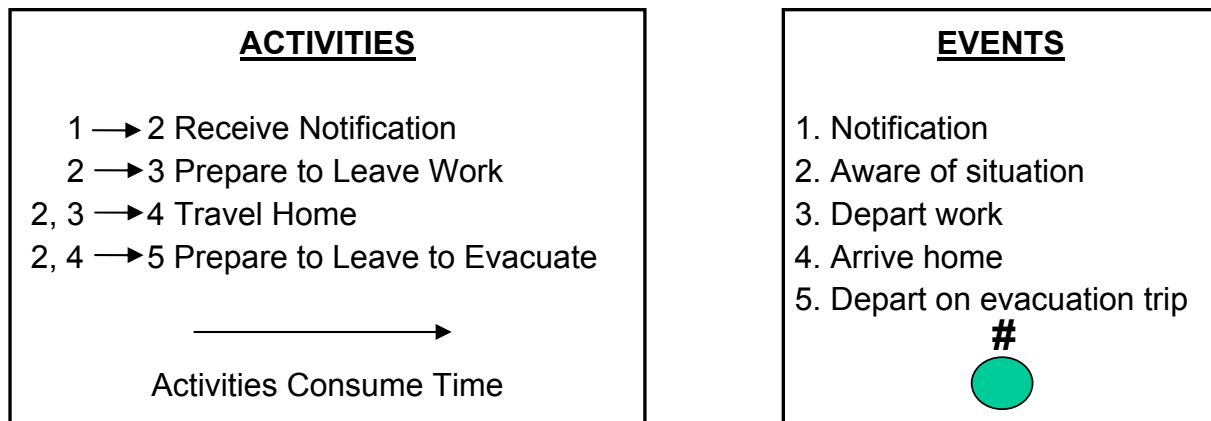 ACTIVITIES
1 → 2 Receive Notification
2 → 3 Prepare to Leave Work
2, 3 → 4 Travel Home
2, 4 → 5 Prepare to Leave to Evacuate
Activities Consume Time
EVENTS
1. Notification
2. Aware of situation
3. Depart work
4. Arrive home
5. Depart on evacuation trip
#